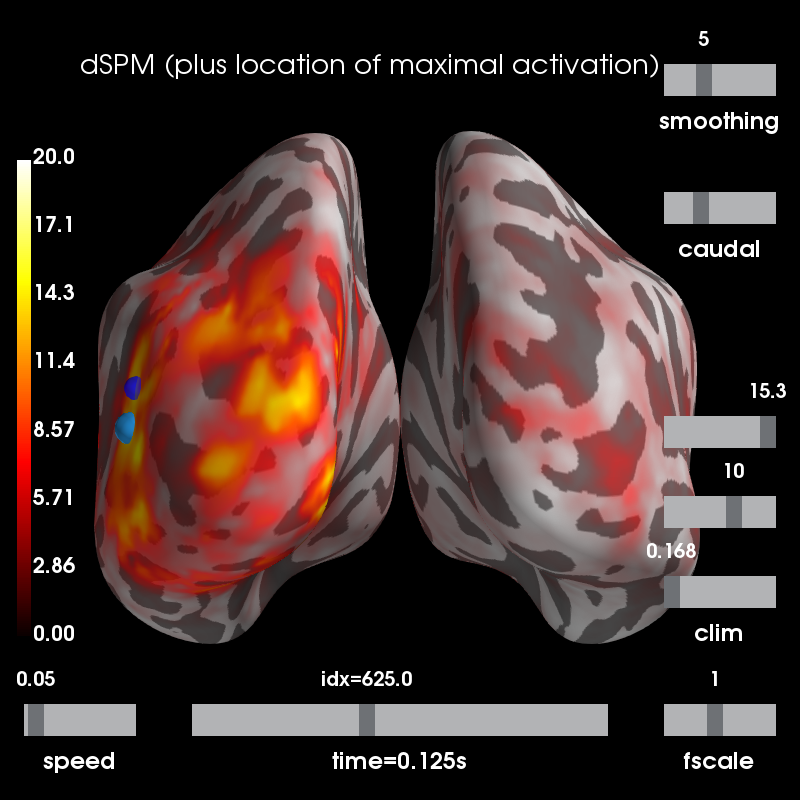 dSPM (plus location of maximal activation)
5
smoothing
caudal
20.0
17.1
14.3
11.4
8.57
5.71
2.86
0.00
15.3
10
0.168
clim
0.05
speed
idx=625.0
time=0.125s
1
fscale